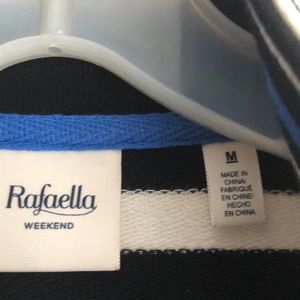 Rafaella
WEEKEND
M
MADE IN
CHINA/
FABRIQUÉ
EN CHINE/
HECHO
EN CHINA